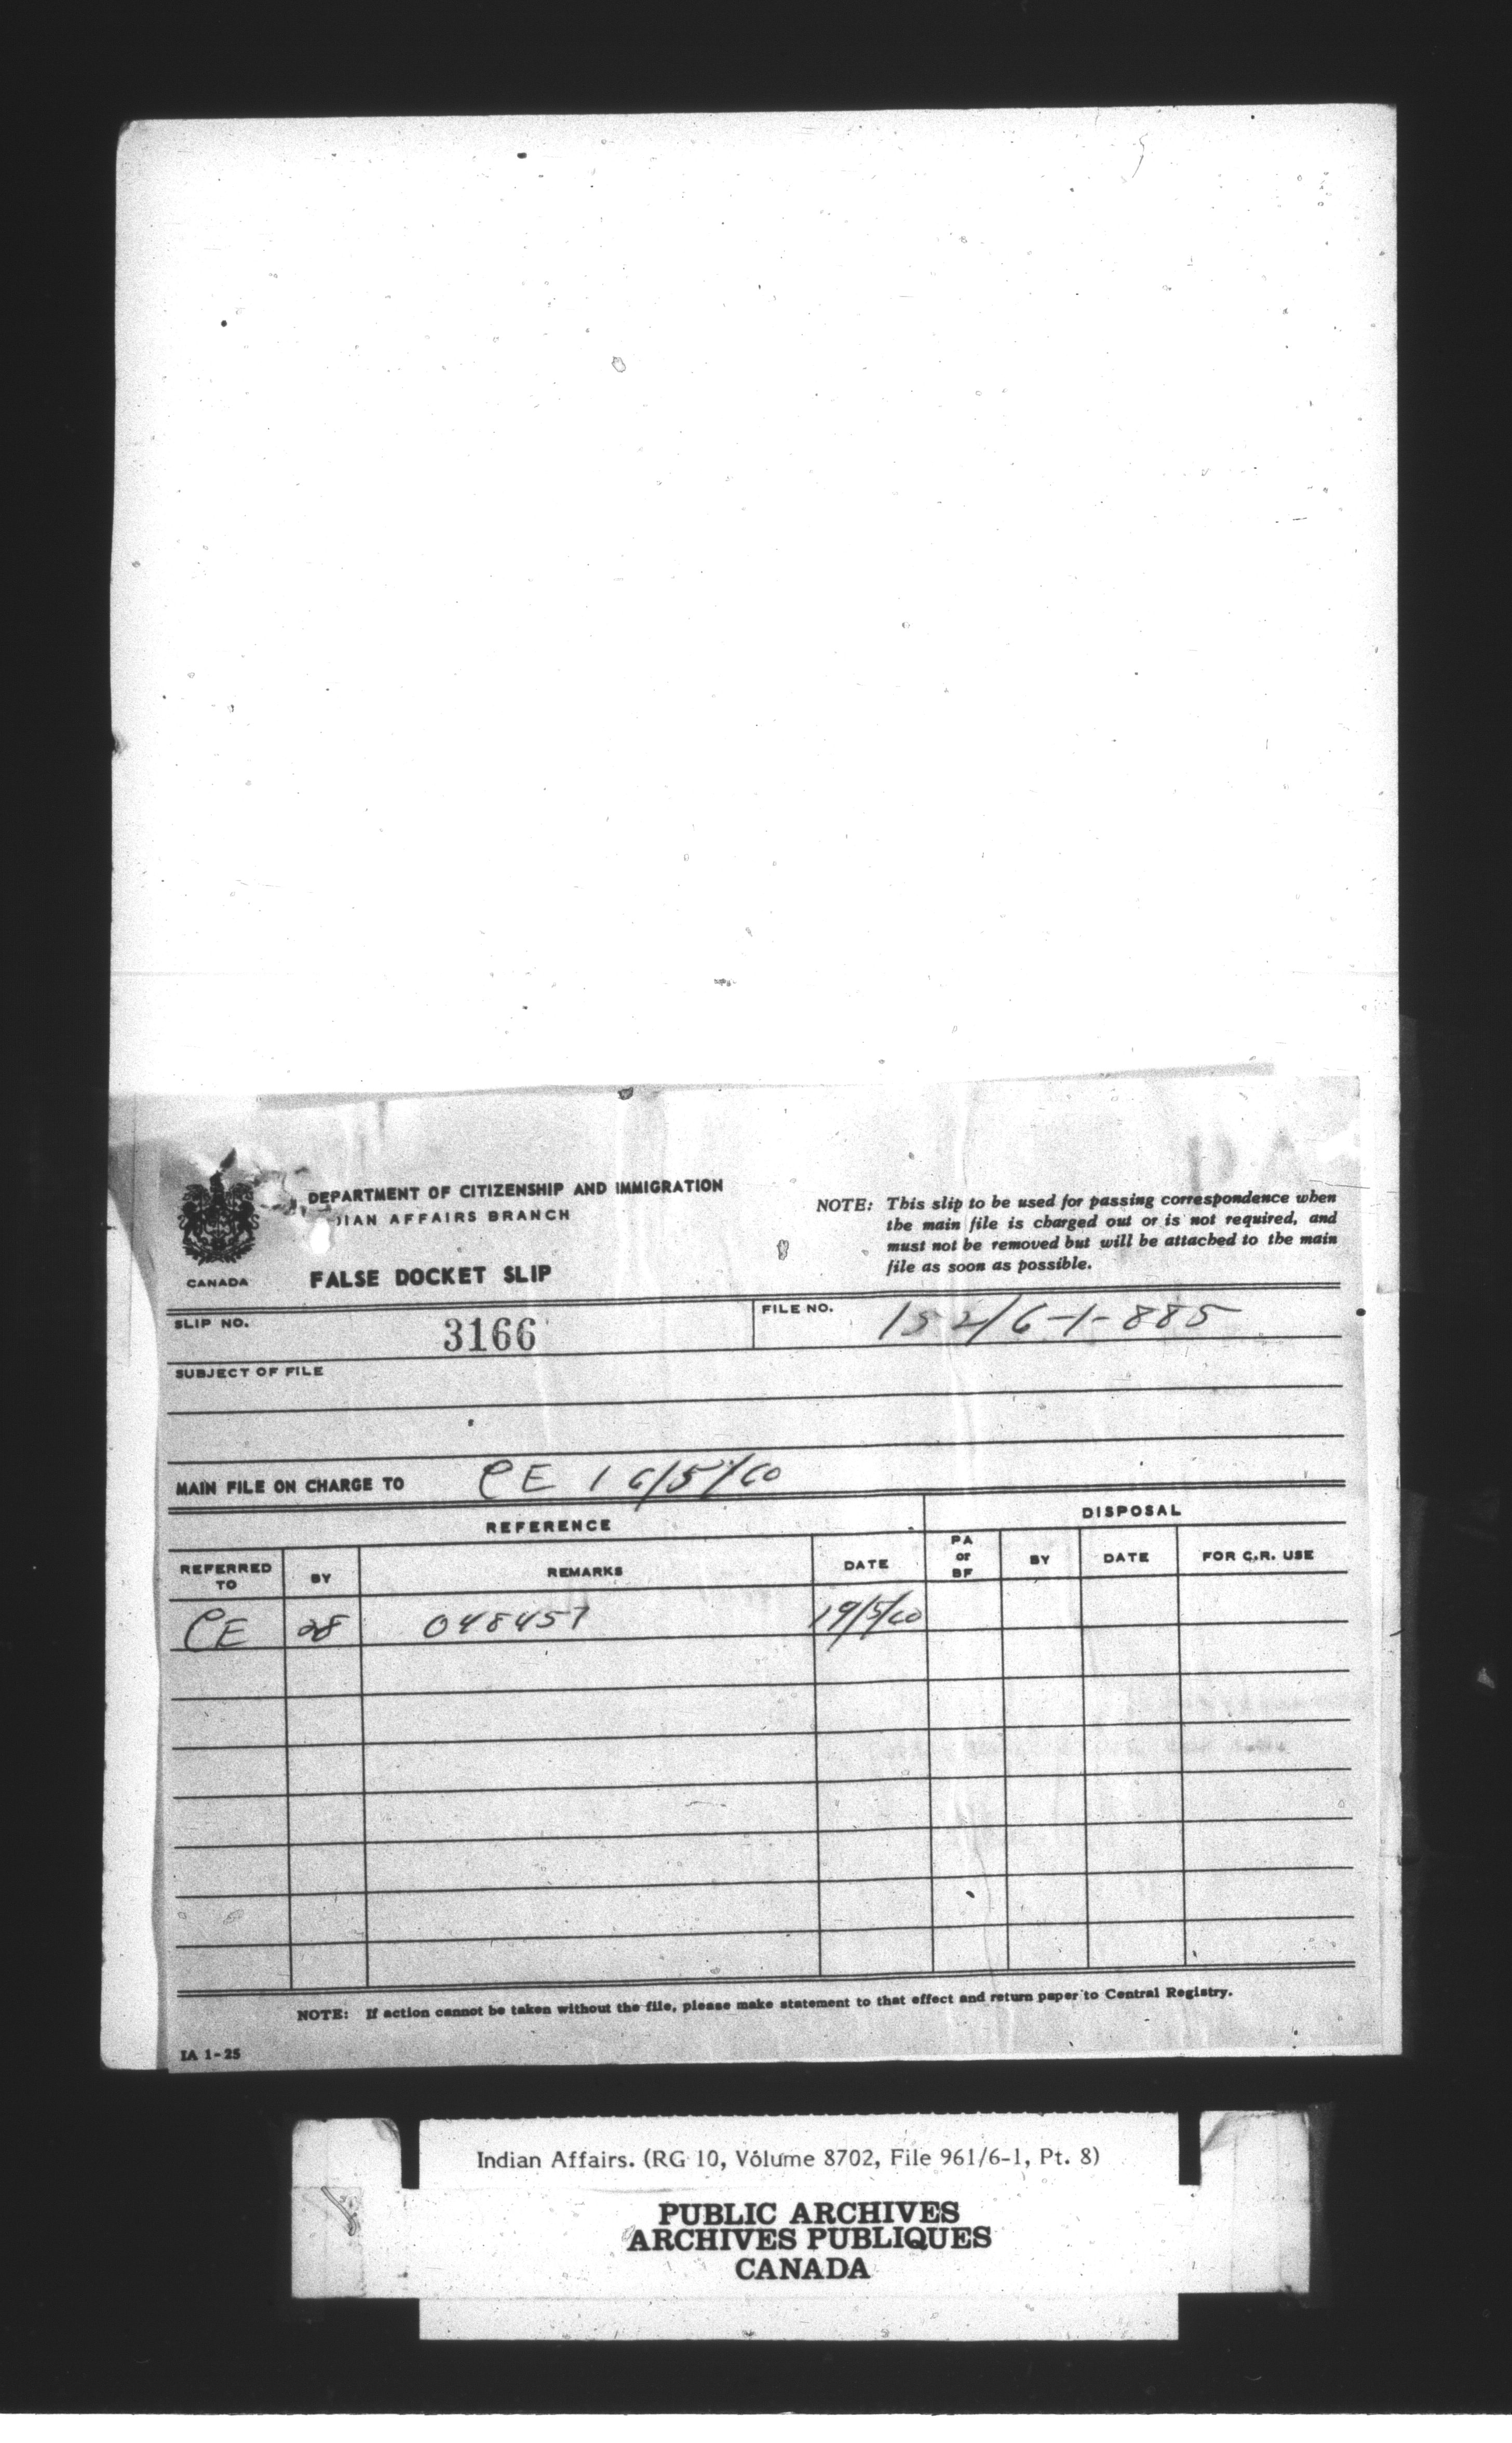 DEPARTMENT OF CITIZENSHIP AND IMMIGRATION
DIAN AFFAIRS BRANCH
CANADA
FALSE DOCKET SLIP
NOTE: This slip to be used for passing correspondence when
the main file is charged out or is not required, and
must not be removed but will be attached to the main
file as soon as possible.
SLIP NO. 3166 FILE NO. 152/6-1-885
SUBJECT OF FILE
MAIN FILE ON CHARGE TO CE 16/5/60
REFERENCE DISPOSAL
REFERRED TO BY REMARKS DATE PA or BF BY DATE FOR C.R. USE
CE 28 048457 19/5/60
NOTE: If action cannot be taken without the file, please make statement to that effect and return paper to Central Registry.
IA 1-25
Indian Affairs. (RG 10, Volume 8702, File 961/6-1, Pt. 8)
PUBLIC ARCHIVES
ARCHIVES PUBLIQUES
CANADA